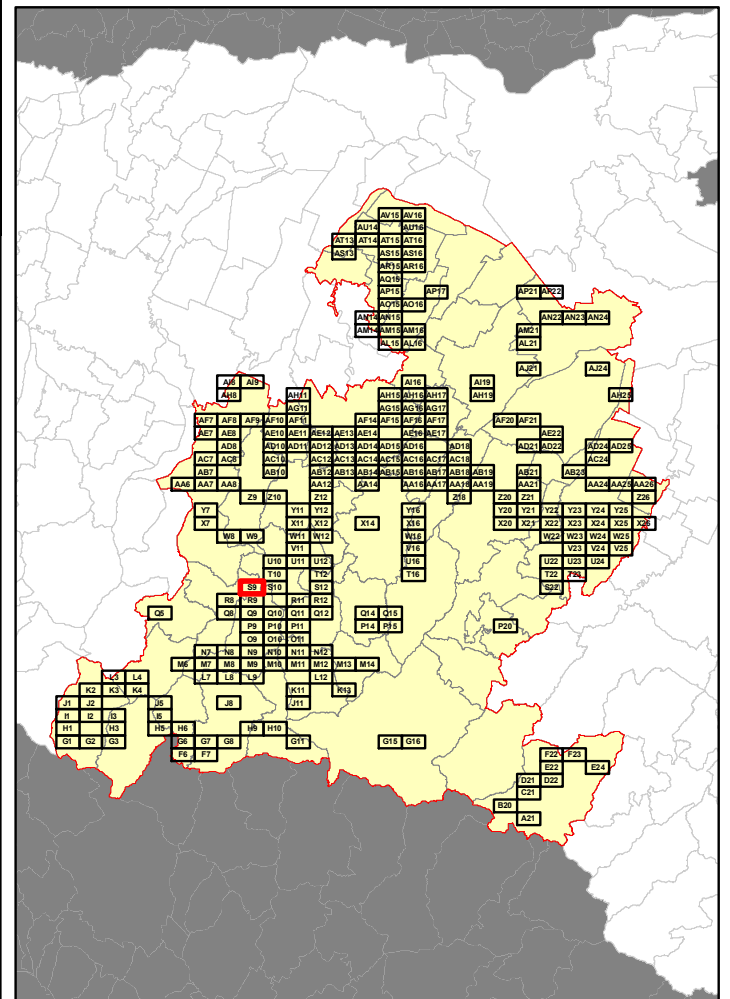 AV15 AV16
AU14 AU16
AT13 AT14 AT15 AT16
AS13 AS15 AS16
AR15 AR16
AQ15
AP15 AP17 AP21 AP22
AO15 AO16
AN14 AN15 AN22 AN23 AN24
AM14 AM15 AM16 AM21
AL15 AL16 AL21
AJ21 AJ24
AI8 AI9 AI16 AI19
AH8 AH11 AH15 AH16 AH17 AH19 AH25
AG11 AG15 AG16 AG17
AF7 AF8 AF9 AF10 AF11 AF14 AF15 AF16 AF17 AF20 AF21
AE7 AE8 AE10 AE11 AE12 AE13 AE14 AE16 AE17 AE22
AD8 AD10 AD11 AD12 AD13 AD14 AD15 AD16 AD18 AD21 AD22 AD24 AD25
AC7 AC8 AC10 AC12 AC13 AC14 AC15 AC16 AC17 AC18 AC24
AB7 AB10 AB12 AB13 AB14 AB15 AB16 AB17 AB18 AB19 AB21 AB23
AA6 AA7 AA8 AA12 AA14 AA16 AA17 AA18 AA19 AA21 AA24 AA25 AA26
Z9 Z10 Z12 Z18 Z20 Z21 Z26
Y7 Y11 Y12 Y16 Y20 Y21 Y22 Y23 Y24 Y25
X7 X11 X12 X14 X16 X20 X21 X22 X23 X24 X25 X26
W8 W9 W11 W12 W16 W22 W23 W24 W25
V11 V16 V23 V24 V25
U10 U11 U12 U16 U22 U23 U24
T10 T12 T16 T22 T23
S9 S10 S12 S22
R8 R9 R11 R12
Q5 Q8 Q9 Q10 Q11 Q12 Q14 Q15
P9 P10 P11 P14 P15 P20
O9 O10 O11
N7 N8 N9 N10 N11 N12
M6 M7 M8 M9 M10 M11 M12 M13 M14
L3 L4 L7 L8 L9 L12
K2 K3 K4 K11 K13
J1 J2 J5 J8 J11
I1 I2 I3 I5
H1 H3 H5 H6 H9 H10
G1 G2 G3 G6 G7 G8 G11 G15 G16
F6 F7 F22 F23
E22 E24
D21 D22
C21
B20
A21